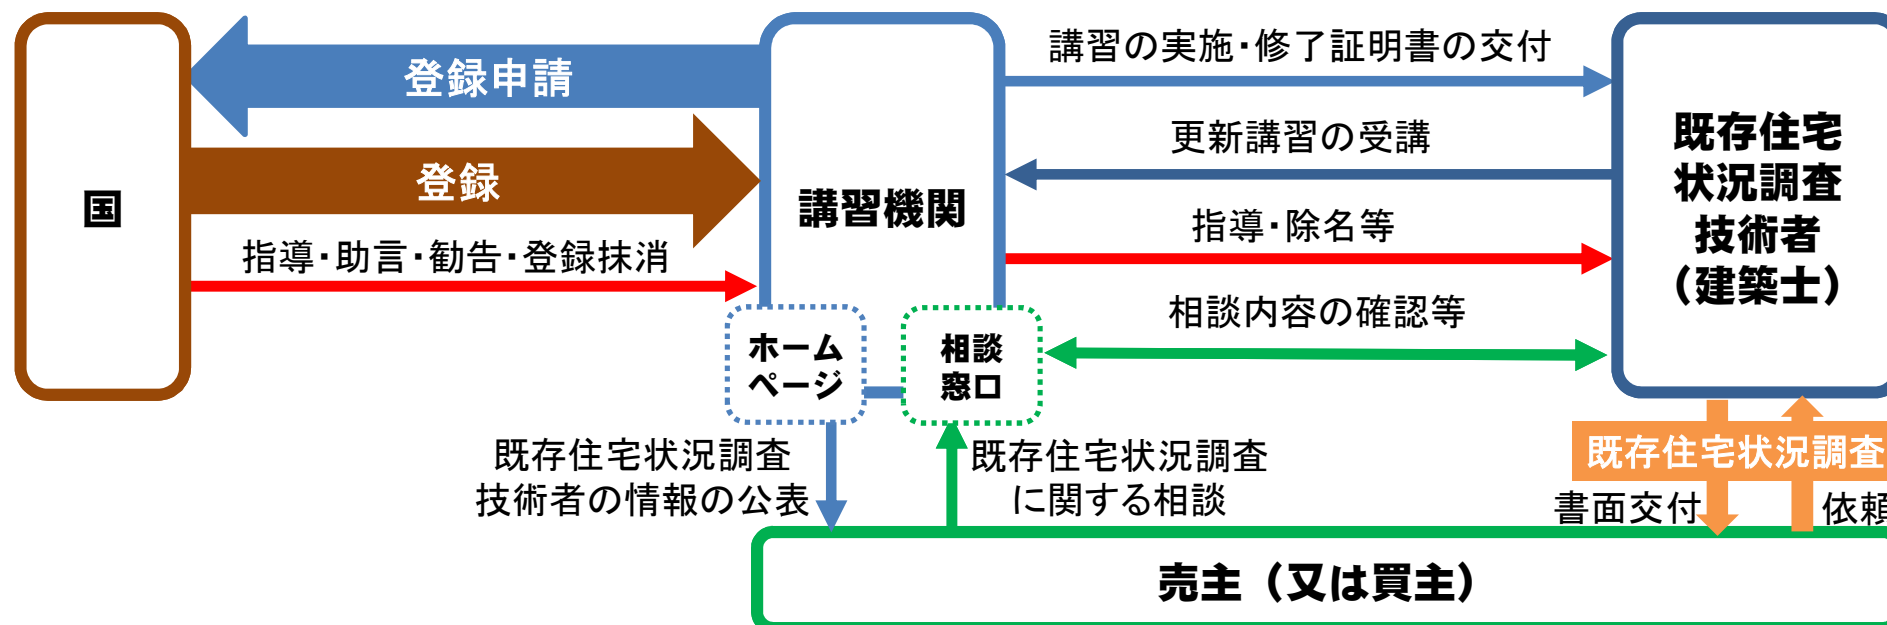 国
登録申請
登録
指導・助言・勧告・登録抹消
講習機関
ホーム
ページ
相談
窓口
講習の実施・修了証明書の交付
更新講習の受講
指導・除名等
相談内容の確認等
既存住宅
状況調査
技術者
（建築士）
既存住宅状況調査
技術者の情報の公表
既存住宅状況調査
に関する相談
既存住宅状況調査
書面交付
依頼
売主（又は買主）